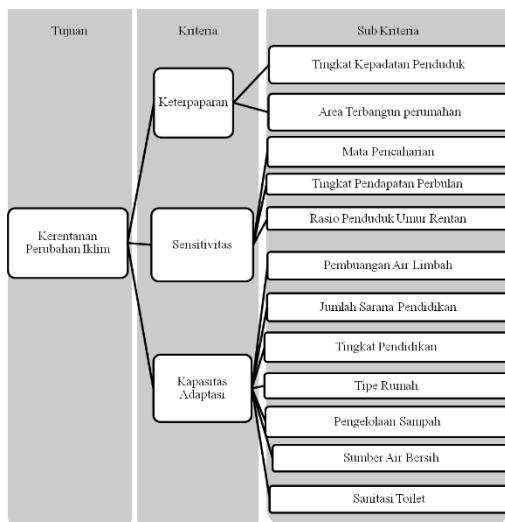 Tujuan
Kriteria
Sub Kriteria
Kerentanan
Perubahan Iklim
Keterpaparan
Sensitivitas
Kapasitas
Adaptasi
Tingkat Kepadatan Penduduk
Area Terbangun perumahan
Mata Pencaharian
Tingkat Pendapatan Perbulan
Rasio Penduduk Umur Rentan
Pembuangan Air Limbah
Jumlah Sarana Pendidikan
Tingkat Pendidikan
Tipe Rumah
Pengelolaan Sampah
Sumber Air Bersih
Sanitasi Toilet